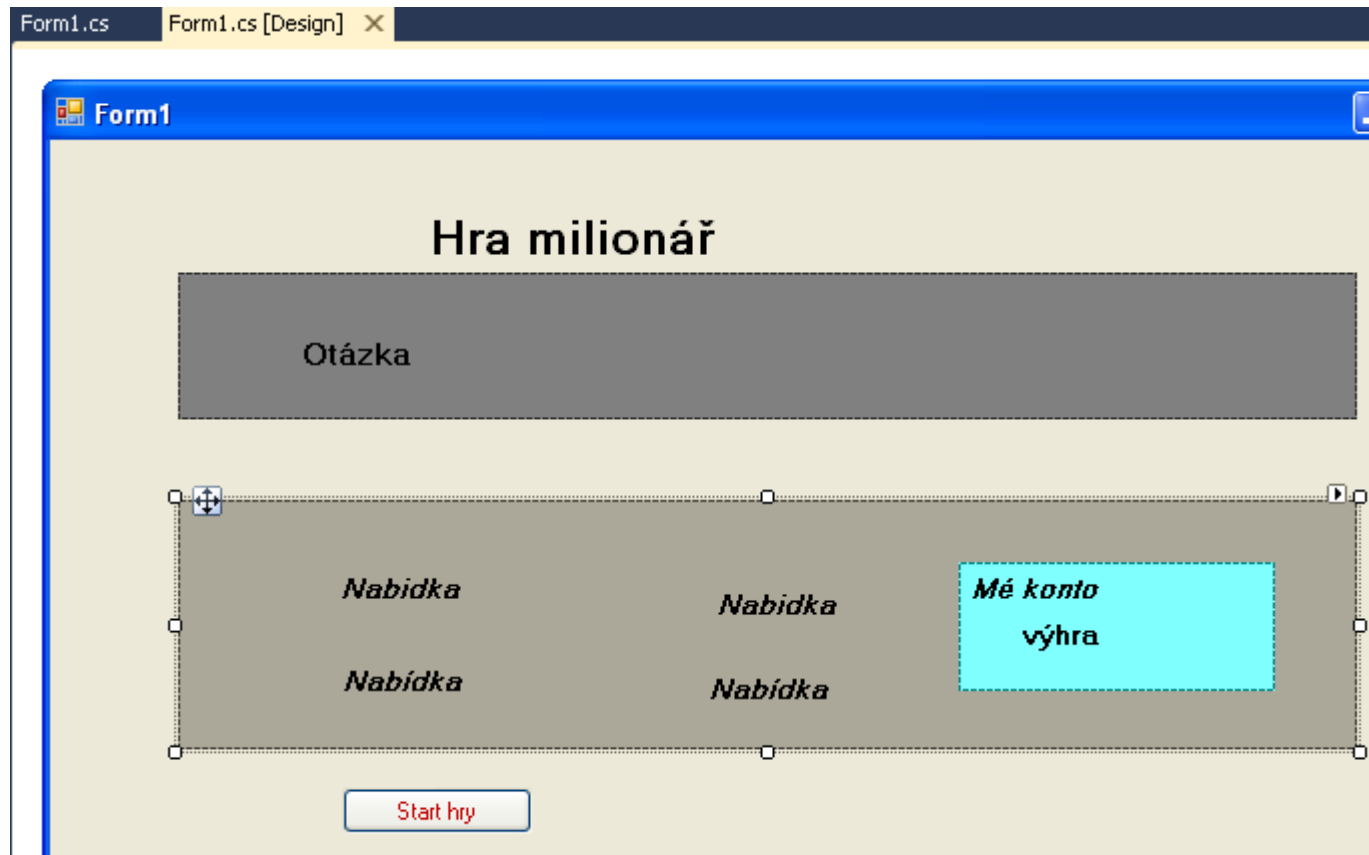 Form1.cs Form1.cs [Design]
Form1
Hra milionář
Otázka
Nabidka Nabidka Mé konto
výhra
Nabídka Nabídka
Start hry